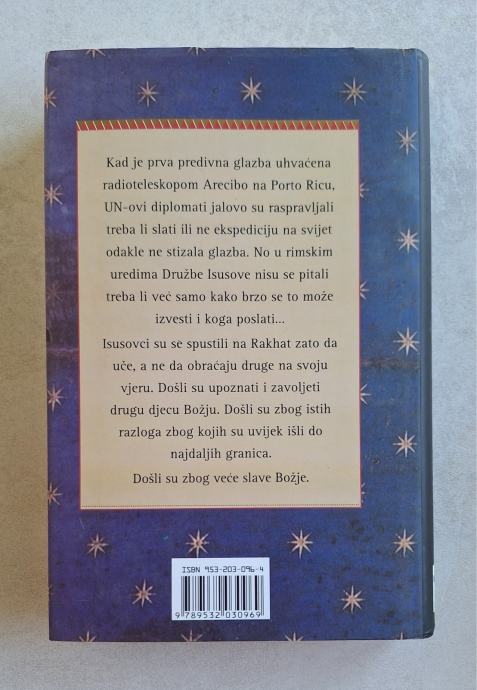 Kad je prva predivna glazba uhvaćena
radioteleskopom Arecibo na Porto Ricu,
UN-ovi diplomati jalovo su raspravljali
treba li slati ili ne ekspediciju na svijet
odakle ne stizala glazba. No u rimskim
uredima Družbe Isusove nisu se pitali
treba li već samo kako brzo se to može
izvesti i koga poslati...
Isusovci su se spustili na Rakhat zato da
uče, a ne da obraćaju druge na svoju
vjeru. Došli su upoznati i zavoljeti
drugu djecu Božju. Došli su zbog istih
razloga zbog kojih su uvijek išli do
najdaljih granica.
Došli su zbog veće slave Božje.
ISBN 953-203-096-4
9 789532 030969